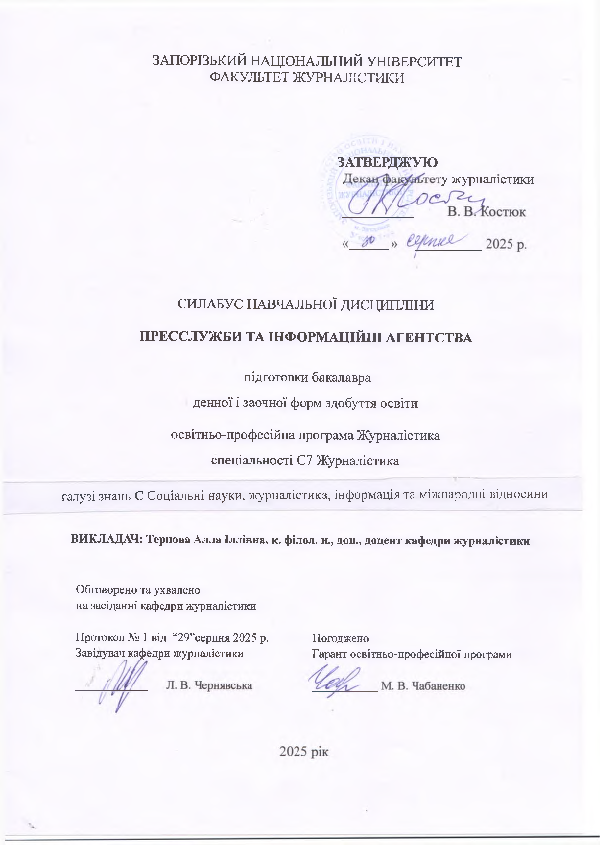 ЗАПОРІЗЬКИЙ НАЦІОНАЛЬНИЙ УНІВЕРСИТЕТ
ФАКУЛЬТЕТ ЖУРНАЛІСТИКИ
ЗАТВЕРДЖУЮ
Декан факультету журналістики
В. В. Костюк
« 30 » серпня 2025 р.
СИЛАБУС НАВЧАЛЬНОЇ ДИСЦИПЛІНИ
ПРЕССЛУЖБИ ТА ІНФОРМАЦІЙНІ АГЕНТСТВА
підготовки бакалавра
денної і заочної форм здобуття освіти
освітньо-професійна програма Журналістика
спеціальності С7 Журналістика
галузі знань С Соціальні науки, журналістика, інформація та міжнародні відносини
ВИКЛАДАЧ: Тернова Алла Іллівна, к. філол. н., доц., доцент кафедри журналістики
Обговорено та ухвалено
на засіданні кафедри журналістики
Протокол № 1 від “29”серпня 2025 р.
Завідувач кафедри журналістики
Л. В. Чернявська
Погоджено
Гарант освітньо-професійної програми
М. В. Чабаненко
2025 рік